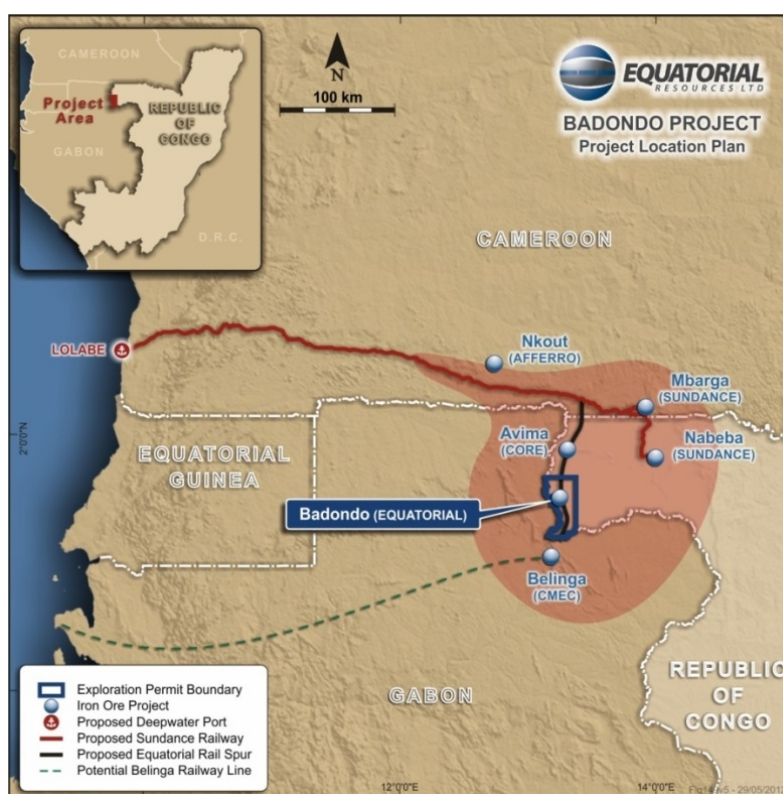 CAMEROON
Project
Area
REPUBLIC
OF
CONGO
GABON
D.R.C.
N
100 km
EQUATORIAL
RESOURCES LTD
BADONDO PROJECT
Project Location Plan
CAMEROON
LOLABE
Nkout
(AFFERRO)
Mbarga
(SUNDANCE)
Avima
(CORE)
Nabeba
(SUNDANCE)
2°0'0"N
EQUATORIAL
GUINEA
Badondo (EQUATORIAL)
Belinga
(CMEC)
GABON
REPUBLIC
OF
CONGO
Exploration Permit Boundary
Iron Ore Project
Proposed Deepwater Port
Proposed Sundance Railway
Proposed Equatorial Rail Spur
Potential Belinga Railway Line
12°0'0"E
14°0'0"E